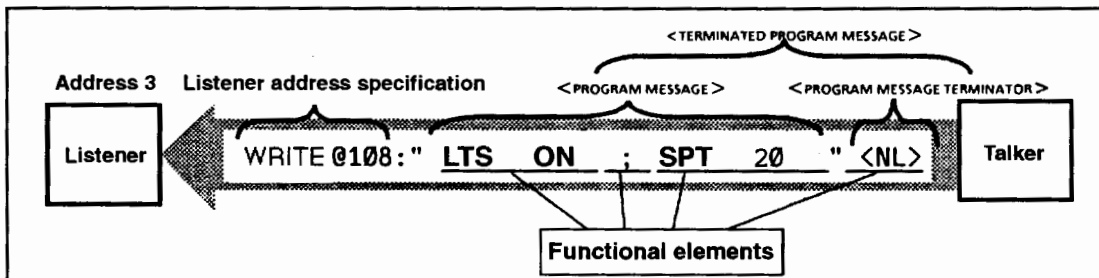 <TERMINATED PROGRAM MESSAGE>
Address 3 Listener address specification <PROGRAM MESSAGE> <PROGRAM MESSAGE TERMINATOR>
Listener WRITE @108:" LTS ON ; SPT 20 " <NL> Talker
Functional elements